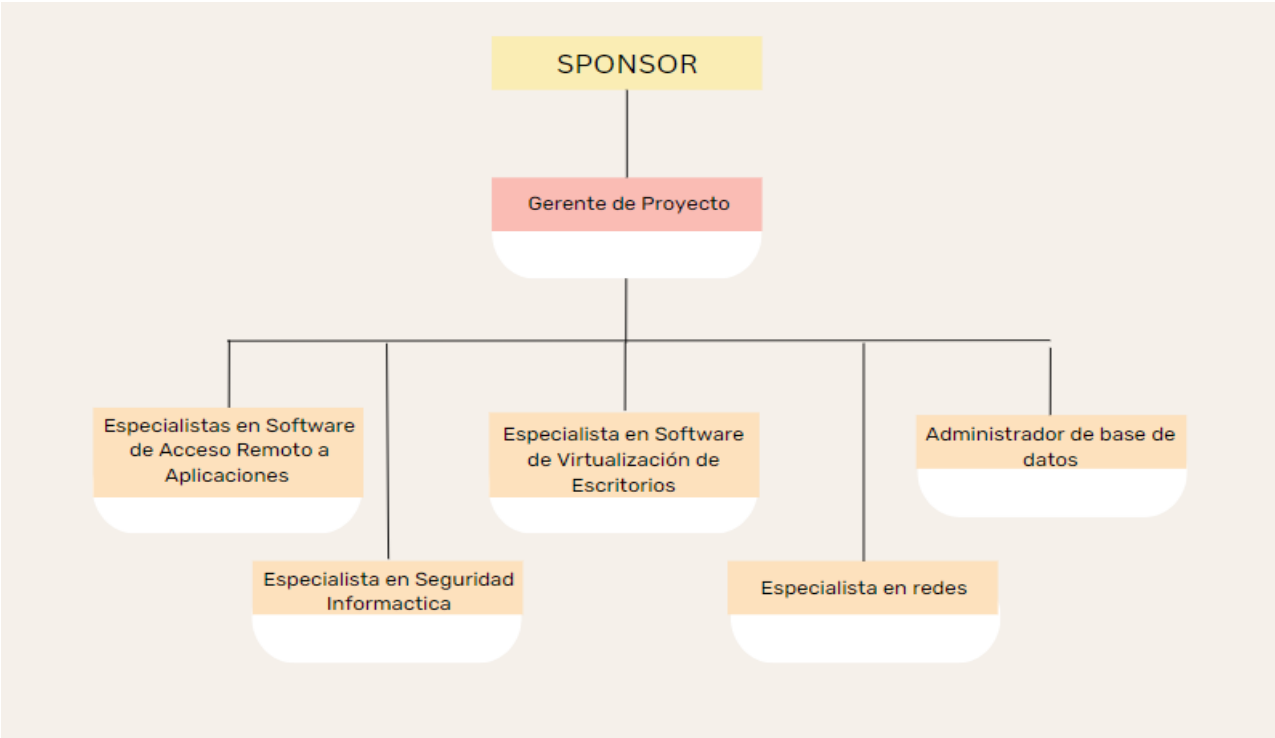 SPONSOR
Gerente de Proyecto
Especialistas en Software
de Acceso Remoto a
Aplicaciones
Especialista en Software
de Virtualización de
Escritorios
Administrador de base de
datos
Especialista en Seguridad
Informactica
Especialista en redes